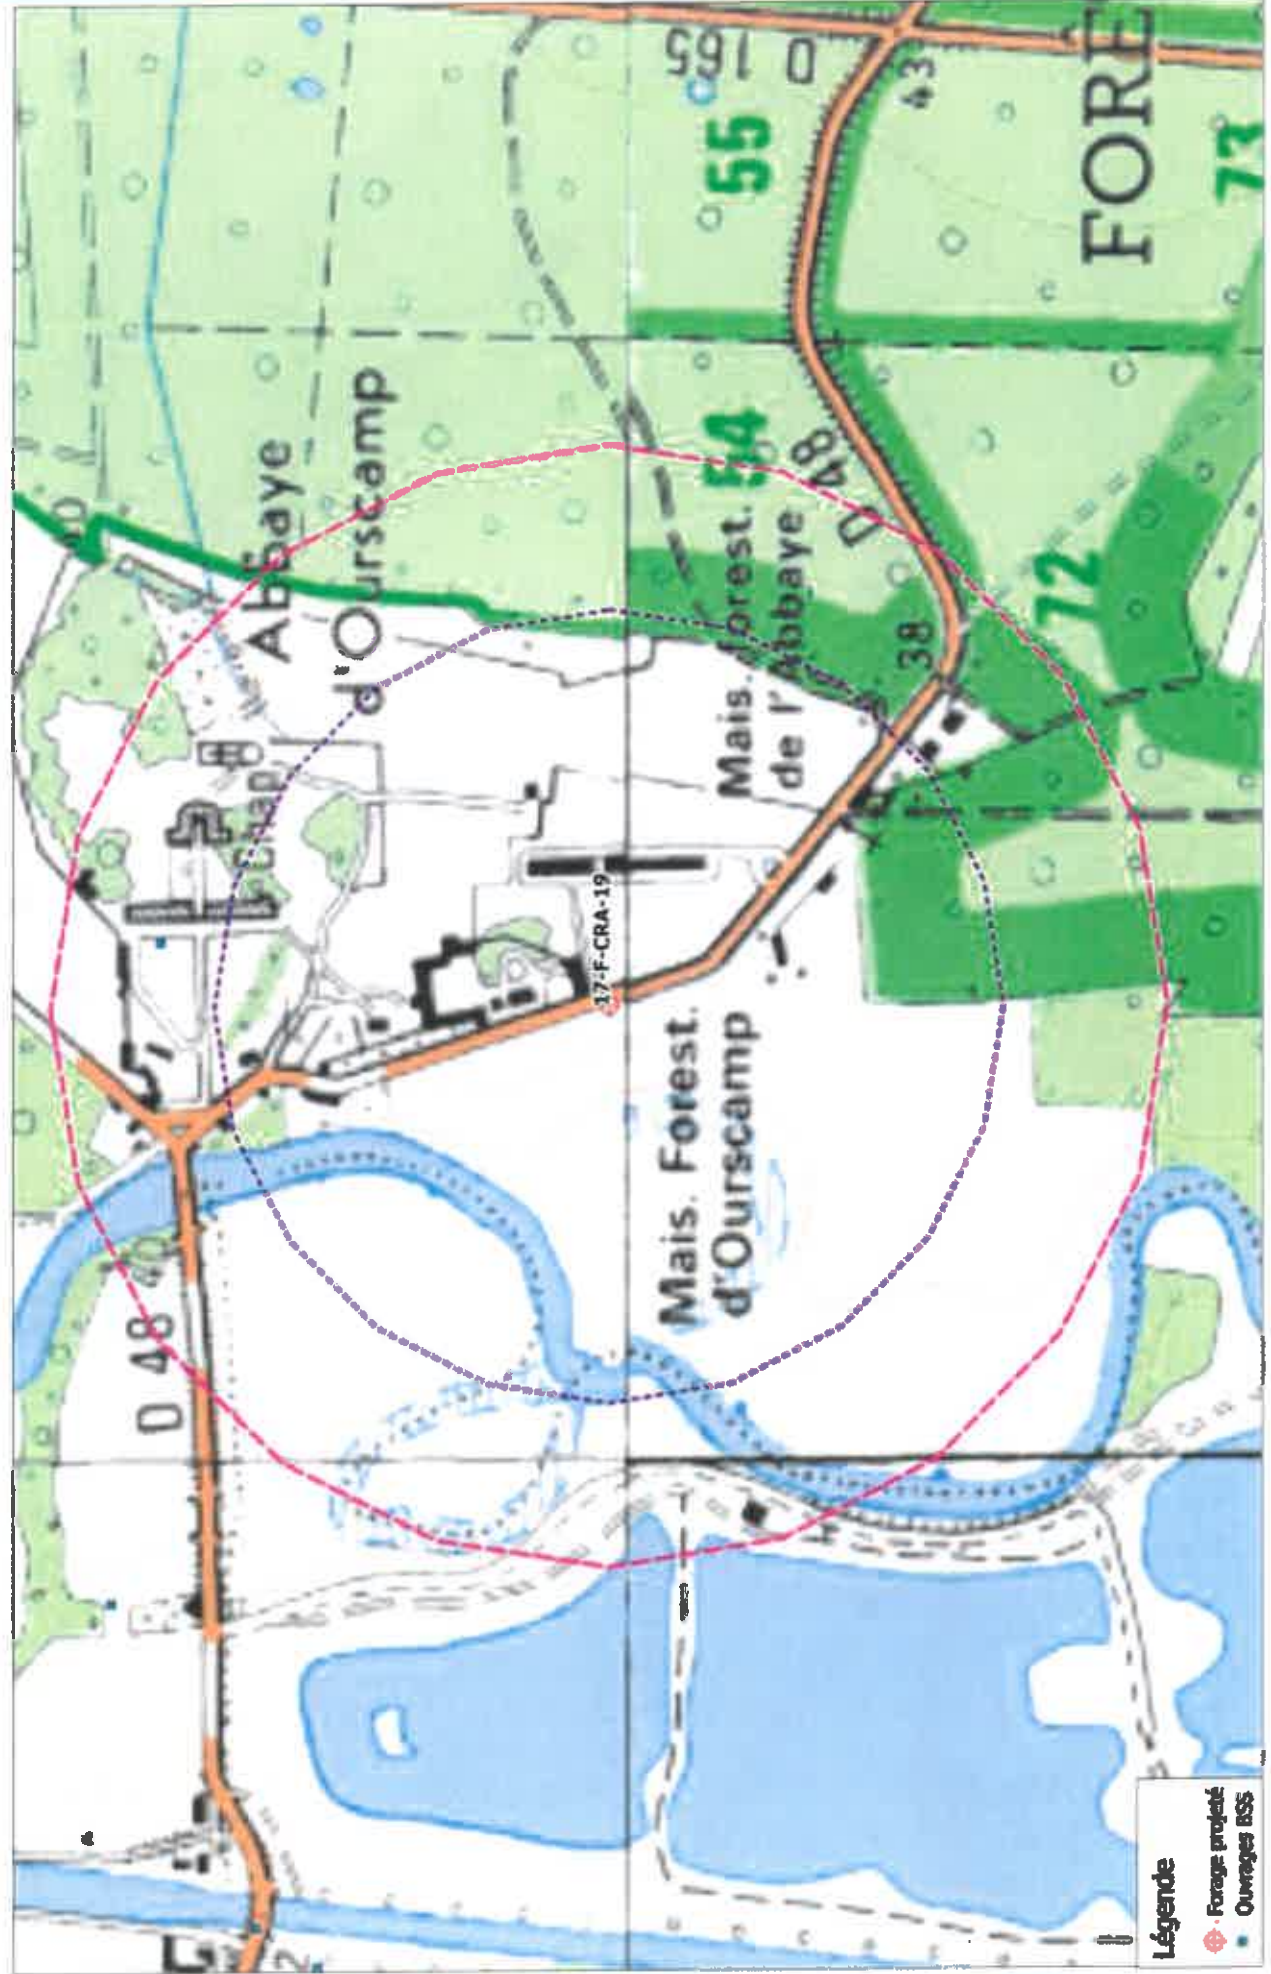 D 165
43
FORE
55
73
Abbaye
d'Ourscamp
54
D 48
Mais. Forest.
de l'Abbaye
38
72
Chap
17-F-CRA-19
Mais. Forest.
d'Ourscamp
D 48
40
Légende
Forage projeté
Ouvrages BSS